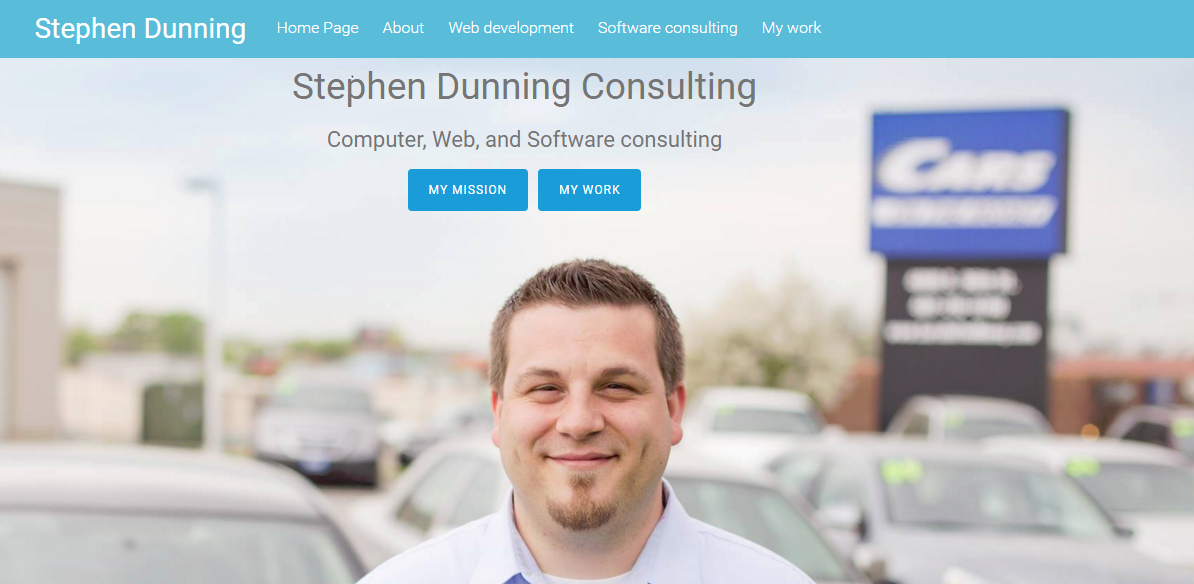 Stephen Dunning
Home Page
About
Web development
Software consulting
My work
Stephen Dunning Consulting
Computer, Web, and Software consulting
MY MISSION
MY WORK
CARS